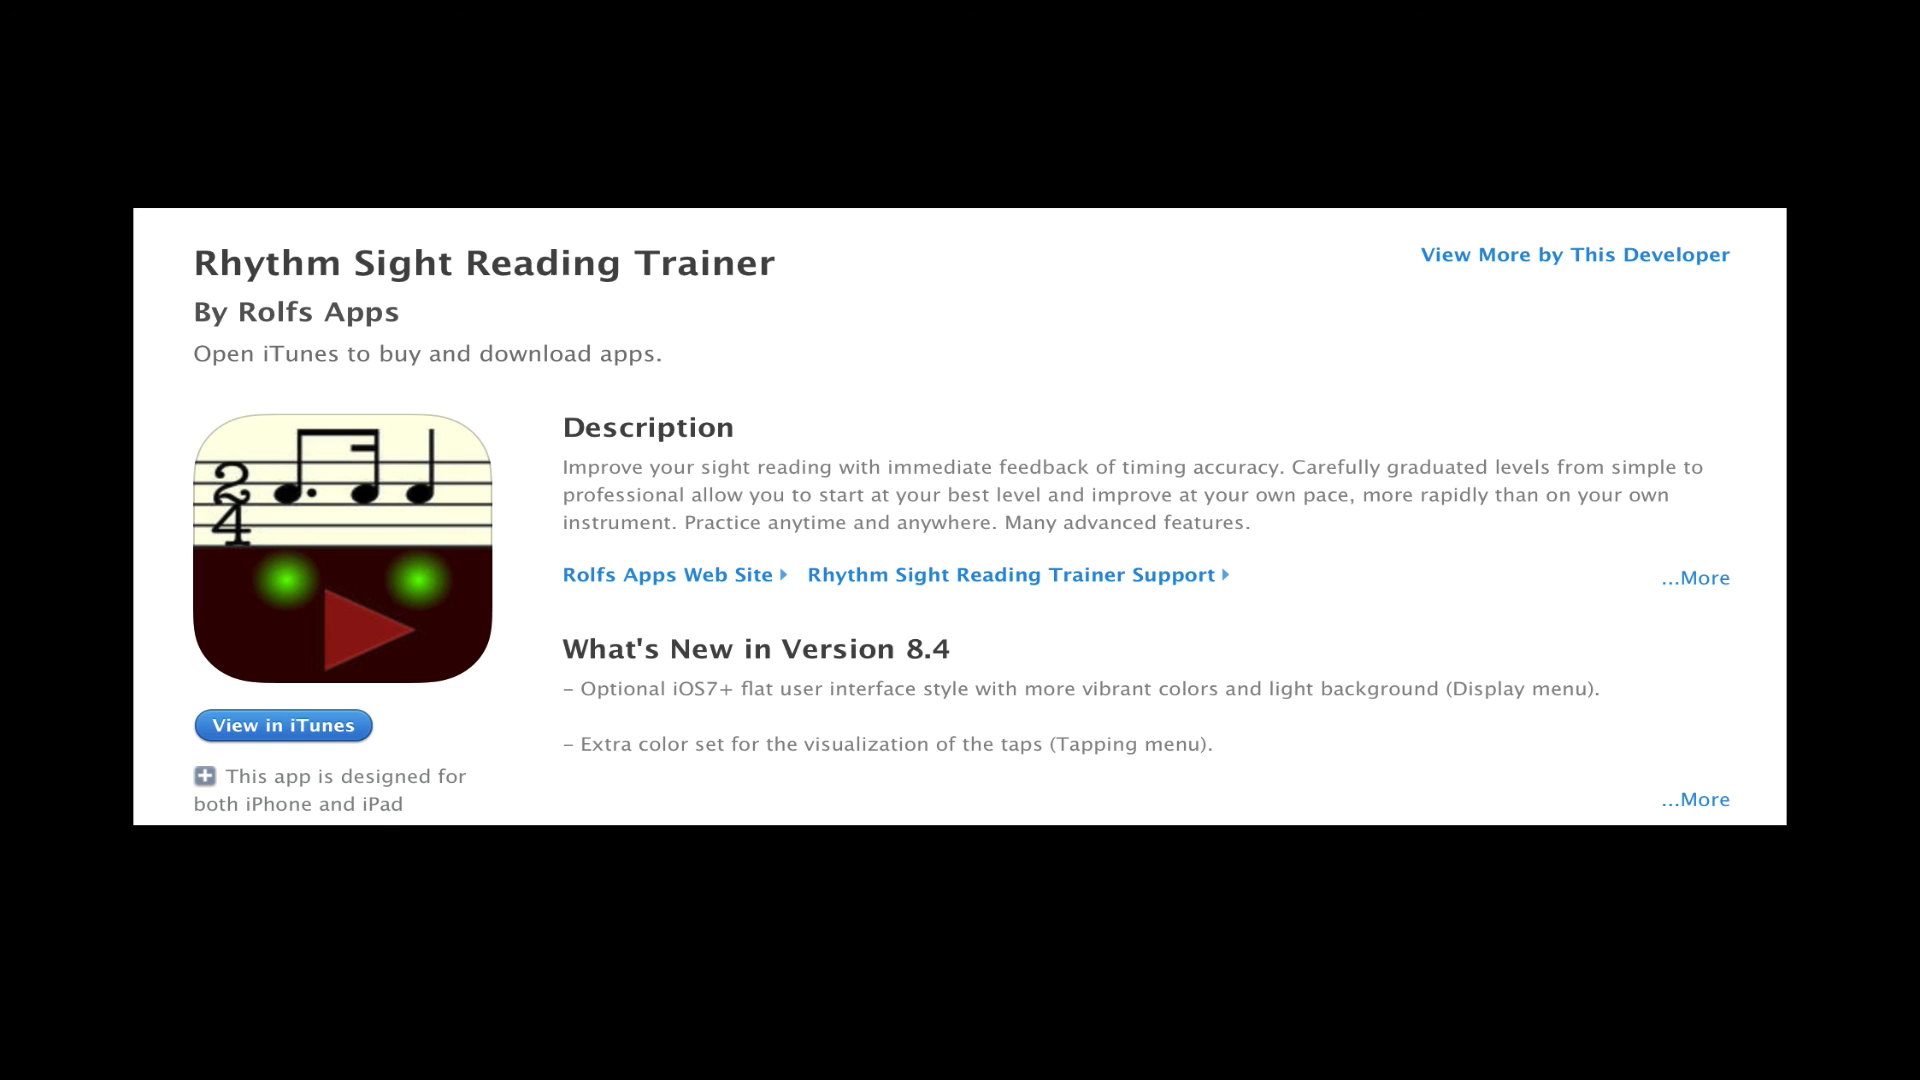 Rhythm Sight Reading Trainer
View More by This Developer
By Rolfs Apps
Open iTunes to buy and download apps.
2
4
Description
Improve your sight reading with immediate feedback of timing accuracy. Carefully graduated levels from simple to
professional allow you to start at your best level and improve at your own pace, more rapidly than on your own
instrument. Practice anytime and anywhere. Many advanced features.
Rolfs Apps Web Site
Rhythm Sight Reading Trainer Support
...More
What's New in Version 8.4
– Optional iOS7+ flat user interface style with more vibrant colors and light background (Display menu).
– Extra color set for the visualization of the taps (Tapping menu).
...More
View in iTunes
This app is designed for
both iPhone and iPad